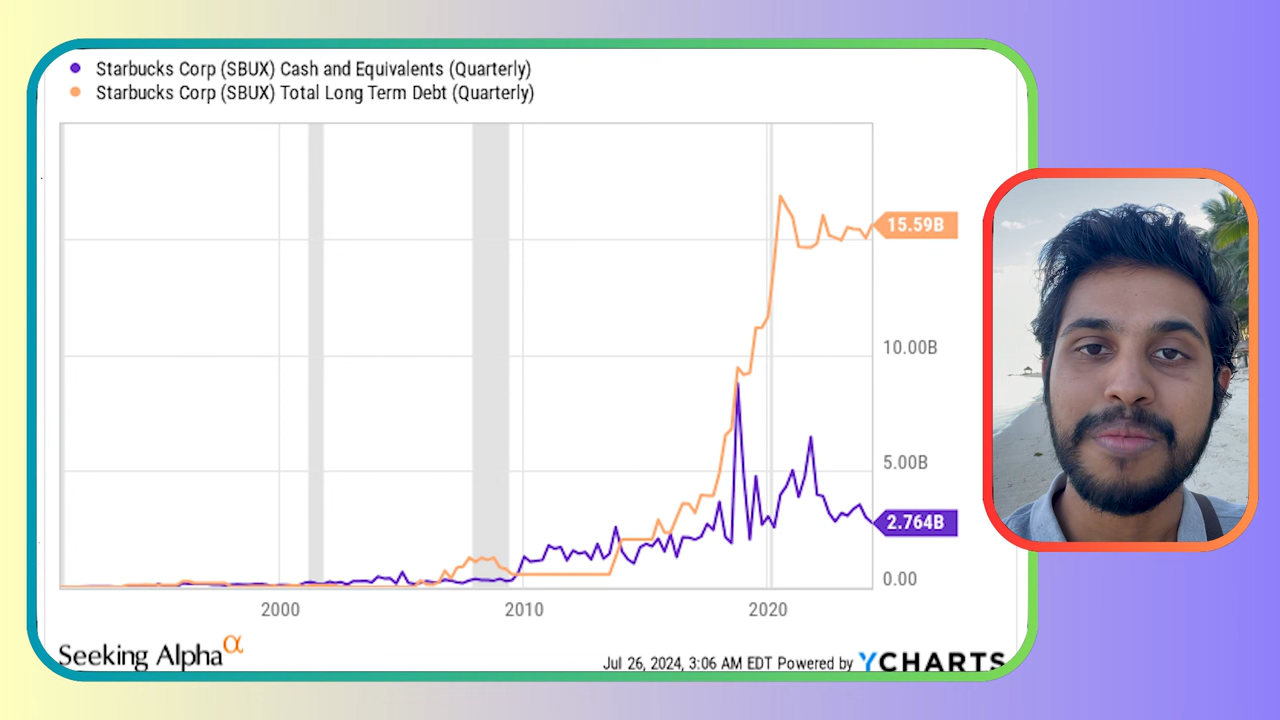 Starbucks Corp (SBUX) Cash and Equivalents (Quarterly)
Starbucks Corp (SBUX) Total Long Term Debt (Quarterly)
15.59B
10.00B
5.00B
2.764B
0.00
2000 2010 2020
Seeking Alphaα
Jul 26, 2024, 3:06 AM EDT Powered by YCHARTS